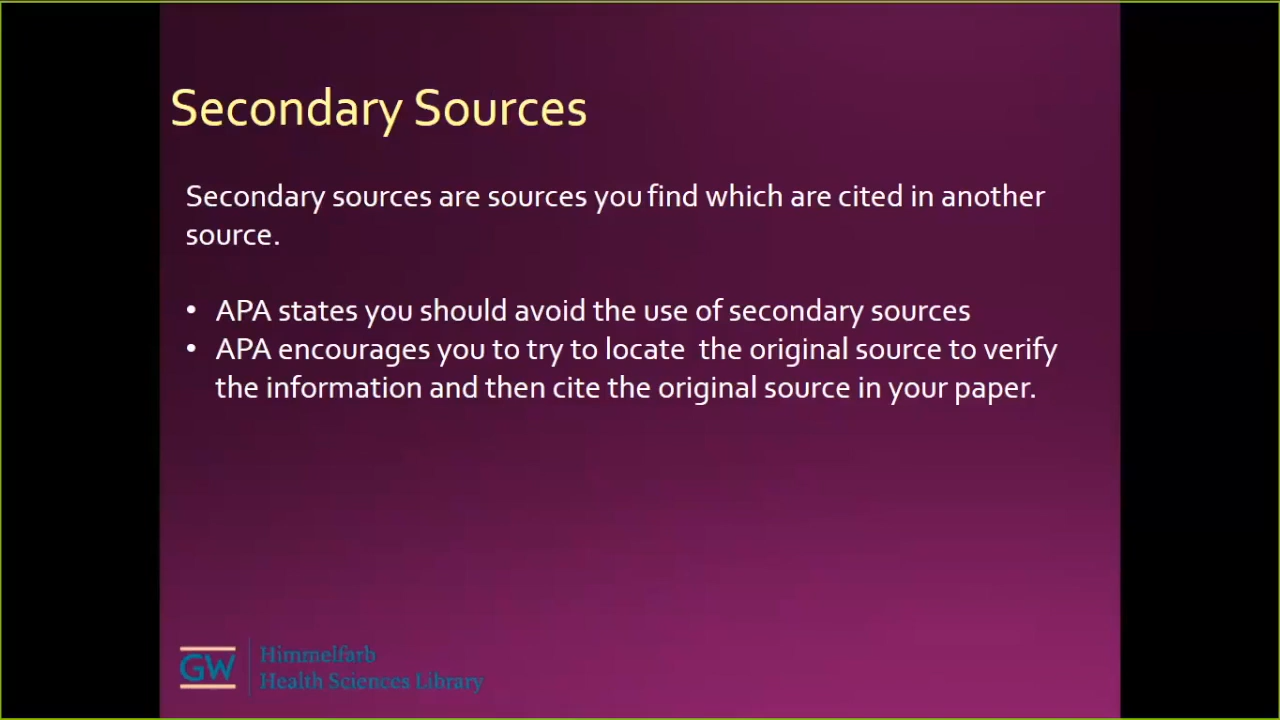 Secondary Sources
Secondary sources are sources you find which are cited in another
source.
• APA states you should avoid the use of secondary sources
• APA encourages you to try to locate the original source to verify
the information and then cite the original source in your paper.
GW
Himmelfarb
Health Sciences Library